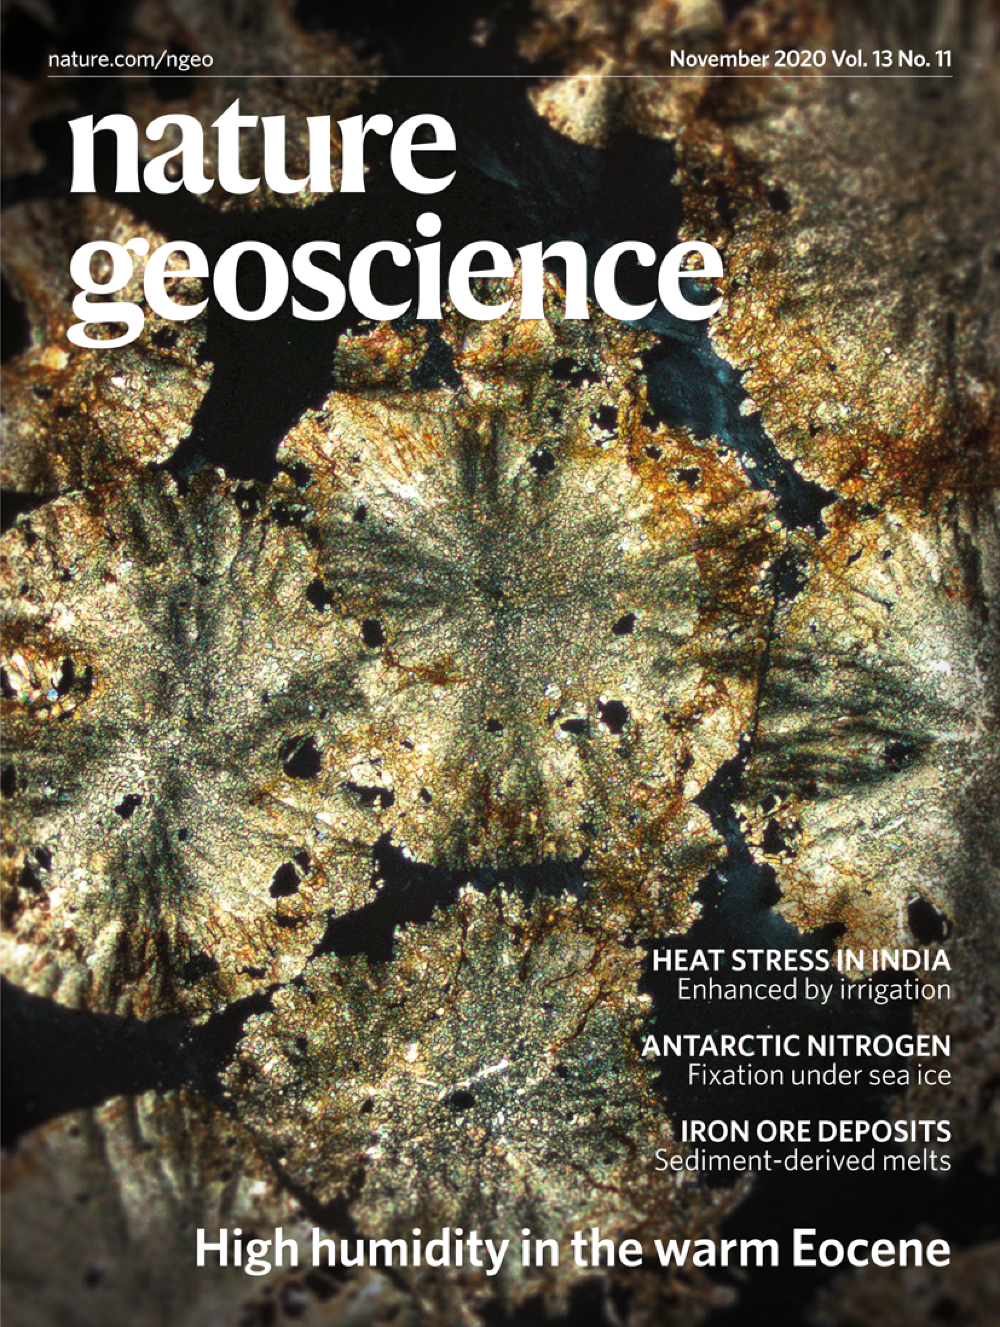 nature.com/ngeo
November 2020 Vol. 13 No. 11
nature
geoscience
HEAT STRESS IN INDIA
Enhanced by irrigation
ANTARCTIC NITROGEN
Fixation under sea ice
IRON ORE DEPOSITS
Sediment-derived melts
High humidity in the warm Eocene